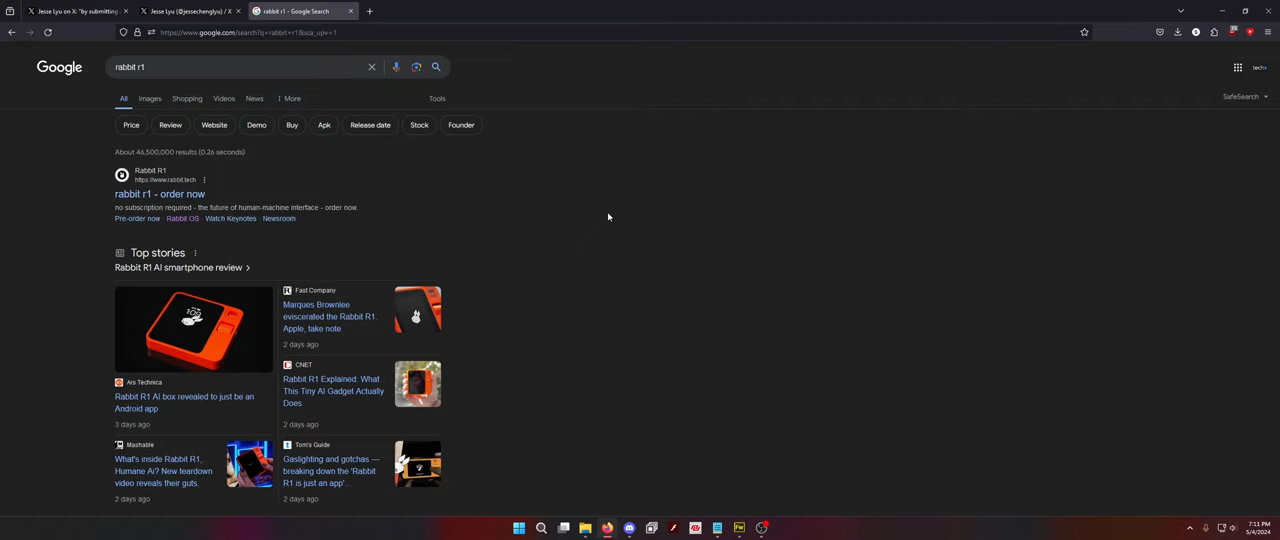 Jesse Lyu on X: "by submitting
Jesse Lyu (@jessechenglyu) / X
rabbit r1 - Google Search
https://www.google.com/search?q=rabbit+r1&sca_upv=1
Google
rabbit r1
techx
All
Images
Shopping
Videos
News
More
Tools
SafeSearch
Price
Review
Website
Demo
Buy
Apk
Release date
Stock
Founder
About 46,500,000 results (0.26 seconds)
Rabbit R1
https://www.rabbit.tech
rabbit r1 - order now
no subscription required - the future of human-machine interface - order now.
Pre-order now · Rabbit OS · Watch Keynotes · Newsroom
Top stories
Rabbit R1 AI smartphone review
Ars Technica
Rabbit R1 AI box revealed to just be an
Android app
3 days ago
Fast Company
Marques Brownlee
eviscerated the Rabbit R1.
Apple, take note
2 days ago
CNET
Rabbit R1 Explained: What
This Tiny AI Gadget Actually
Does
2 days ago
Mashable
What's inside Rabbit R1,
Humane Ai? New teardown
video reveals their guts.
2 days ago
Tom's Guide
Gaslighting and gotchas —
breaking down the 'Rabbit
R1 is just an app'...
2 days ago
Fw
7:11 PM
5/4/2024